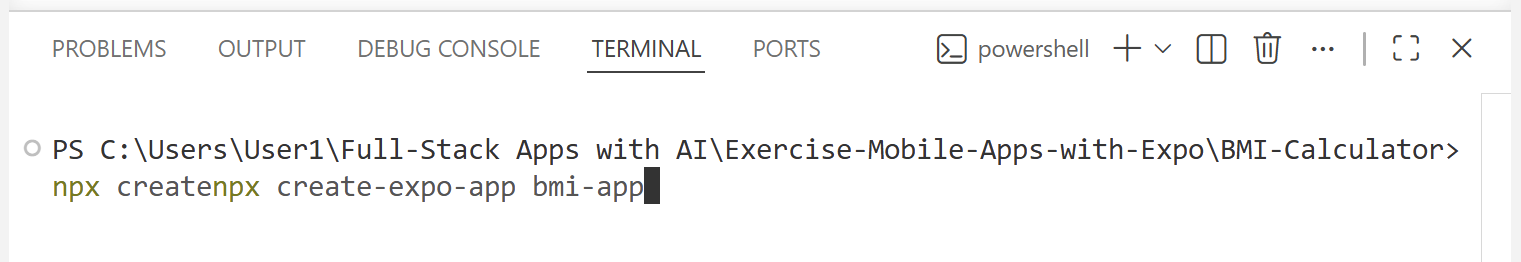 PROBLEMS OUTPUT DEBUG CONSOLE TERMINAL PORTS powershell
PS C:\Users\User1\Full-Stack Apps with AI\Exercise-Mobile-Apps-with-Expo\BMI-Calculator>
npx createnpx create-expo-app bmi-app